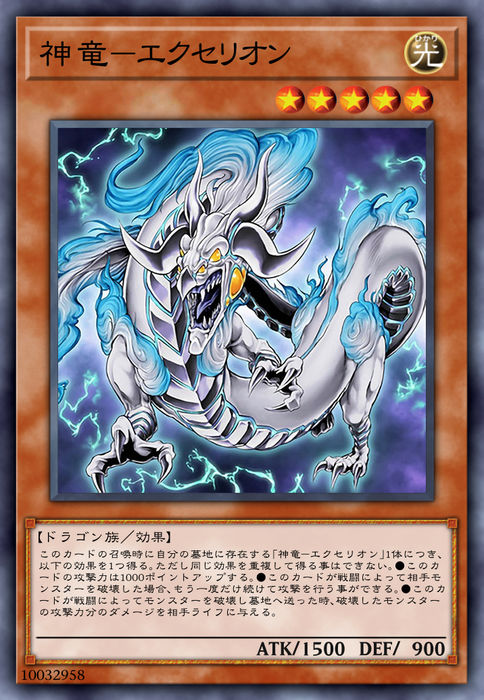 神竜－エクセリオン
ひかり
光
【ドラゴン族／効果】
このカードの召喚時に自分の墓地に存在する「神竜－エクセリオン」1体につき、
以下の効果を1つ得る。ただし同じ効果を重複して得る事はできない。●このカー
ドの攻撃力は1000ポイントアップする。●このカードが戦闘によって相手モン
スターを破壊した場合、もう一度だけ続けて攻撃を行う事ができる。●このカー
ドが戦闘によってモンスターを破壊し墓地へ送った時、破壊したモンスター
の攻撃力分のダメージを相手ライフに与える。
ATK/1500 DEF/ 900
10032958